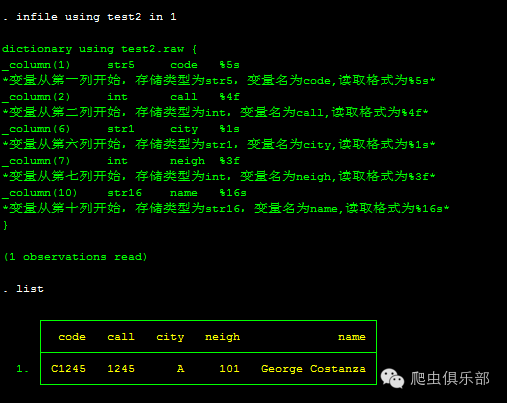 . infile using test2 in 1
dictionary using test2.raw {
_column(1) str5 code %5s
*变量从第一列开始，存储类型为str5，变量名为code,读取格式为%5s*
_column(2) int call %4f
*变量从第二列开始，存储类型为int，变量名为call,读取格式为%4f*
_column(6) str1 city %1s
*变量从第六列开始，存储类型为str1，变量名为city,读取格式为%1s*
_column(7) int neigh %3f
*变量从第七列开始，存储类型为int，变量名为neigh,读取格式为%3f*
_column(10) str16 name %16s
*变量从第十列开始，存储类型为str16，变量名为name,读取格式为%16s*
}
(1 observations read)
. list
code call city neigh name
1. C1245 1245 A 101 George Costanza
爬虫俱乐部